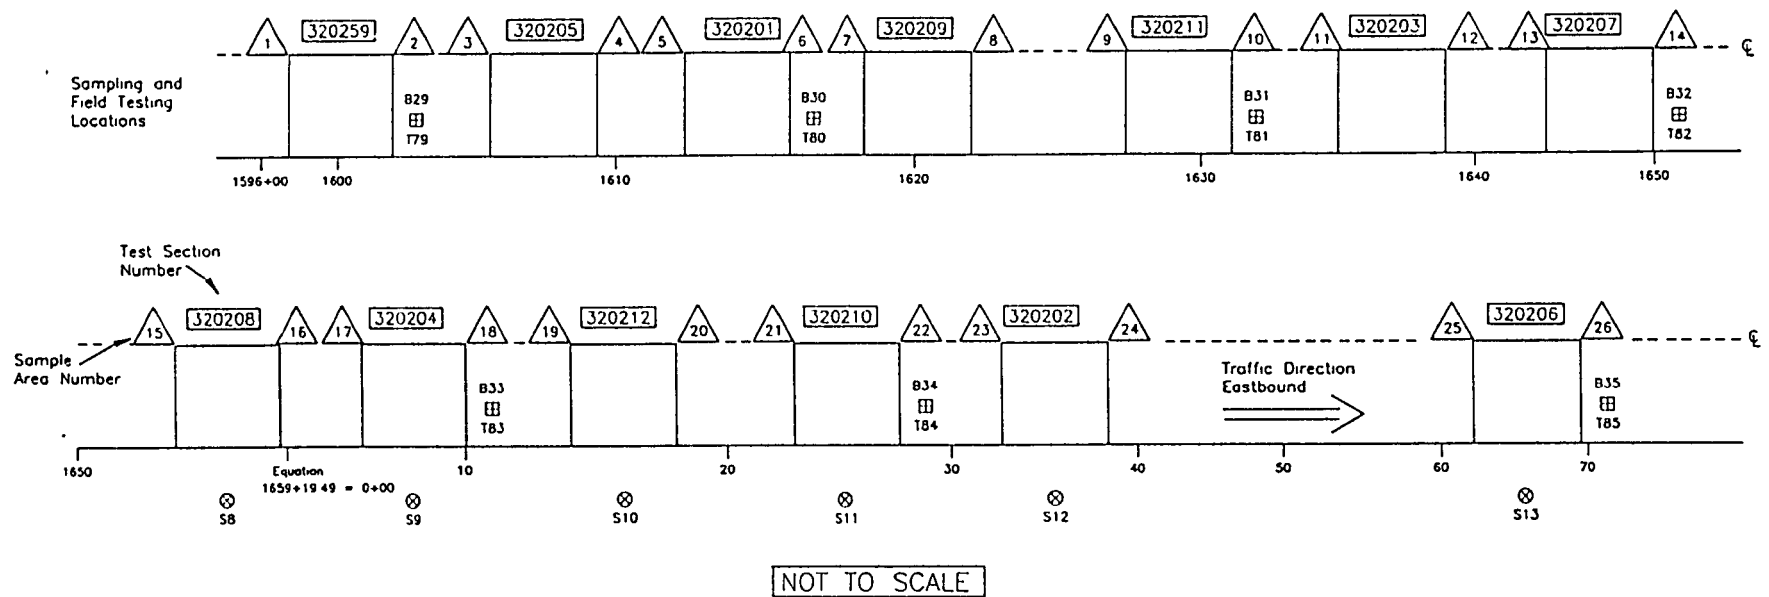 1 320259 2 3 320205 4 5 320201 6 7 320209 8 9 320211 10 11 320203 12 13 320207 14 ℄
Sampling and
Field Testing
Locations
B29 B30 B31 B32
T79 T80 T81 T82
1596+00 1600 1610 1620 1630 1640 1650
Test Section
Number
15 320208 16 17 320204 18 19 320212 20 21 320210 22 23 320202 24 25 320206 26 ℄
Sample
Area Number
Traffic Direction
Eastbound
B33 B34 B35
T83 T84 T85
1650 Equation 10 20 30 40 50 60 70
1659+19 49 = 0+00
S8 S9 S10 S11 S12 S13
NOT TO SCALE